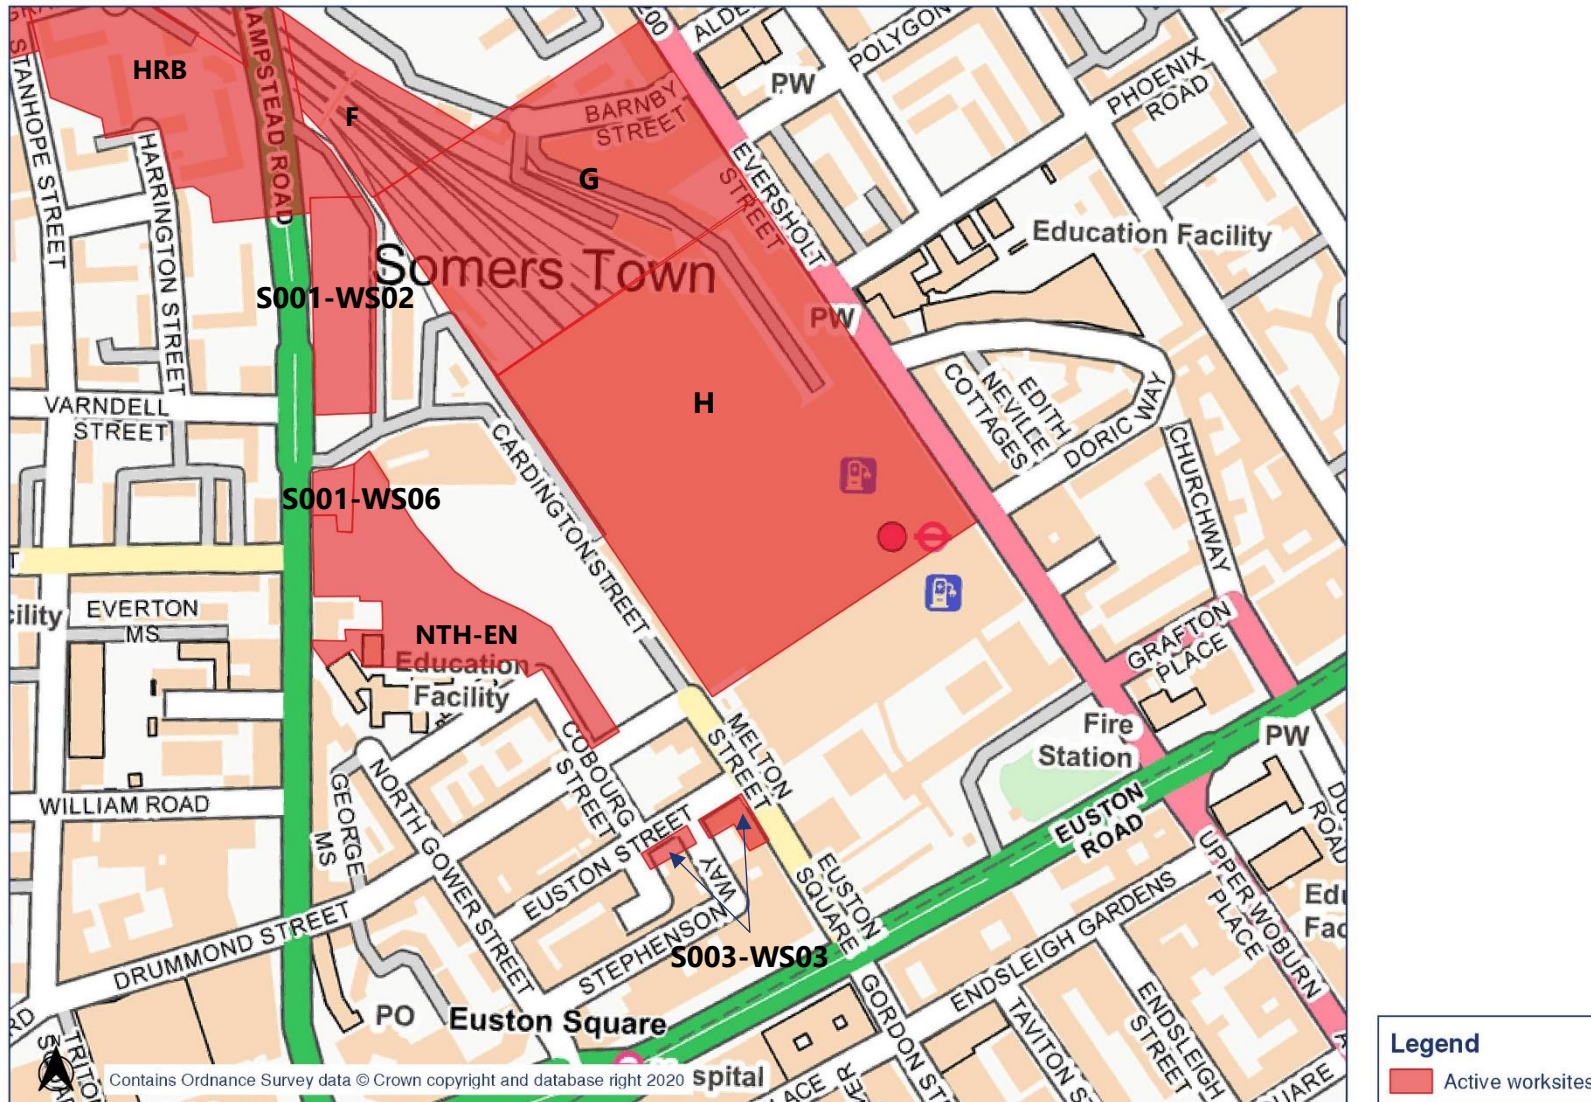 STANHOPE STREET
HRB
HAMPSTEAD ROAD
HARRINGTON STREET
F
BARNBY
STREET
G
EVERSHOLT
STREET
PW
POLYGON
PHOENIX
ROAD
Education Facility
Somers Town
S001-WS02
PW
H
VARNDELL
STREET
CARDINGTON STREET
COTTAGES
NEVILLE
EDITH
DORIC WAY
CHURCHWAY
S001-WS06
EVERTON
MS
NTH-EN
Education
Facility
GRAFTON
PLACE
Fire
Station
PW
MELTON
STREET
COBOURG
STREET
WILLIAM ROAD
GEORGE
MS
NORTH GOWER STREET
EUSTON STREET
EUSTON
ROAD
STEPHENSON WAY
EUSTON
SQUARE
UPPER WOBURN
PLACE
S003-WS03
DRUMMOND STREET
ENDSLEIGH GARDENS
PO
Euston Square
TAVITON ST
ENDSLEIGH
STREET
Contains Ordnance Survey data © Crown copyright and database right 2020
spital
Legend
Active worksites